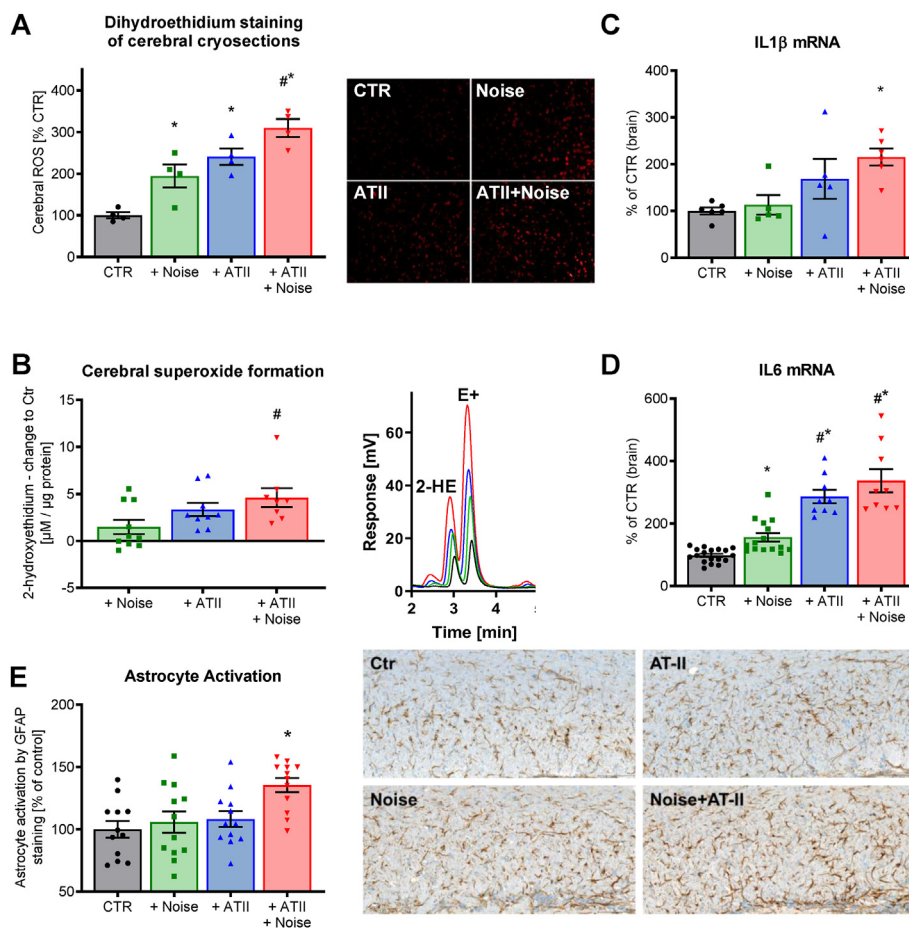 A
Dihydroethidium staining
of cerebral cryosections
Cerebral ROS [% CTR]
400
300
200
100
0
*
*
#*
CTR
+ Noise
+ ATII
+ ATII
+ Noise
CTR
Noise
ATII
ATII+Noise
C
IL1β mRNA
% of CTR (brain)
400
300
200
100
0
*
CTR
+ Noise
+ ATII
+ ATII
+ Noise
B
Cerebral superoxide formation
2-hydroxyethidium - change to Ctr
[µM / µg protein]
15
10
5
0
-5
#
+ Noise
+ ATII
+ ATII
+ Noise
Response [mV]
60
40
20
0
E+
2-HE
2
3
4
Time [min]
D
IL6 mRNA
% of CTR (brain)
600
400
200
0
*
#*
#*
CTR
+ Noise
+ ATII
+ ATII
+ Noise
E
Astrocyte Activation
Astrocyte activation by GFAP
staining [% of control]
200
150
100
50
*
CTR
+ Noise
+ ATII
+ ATII
+ Noise
Ctr
AT-II
Noise
Noise+AT-II